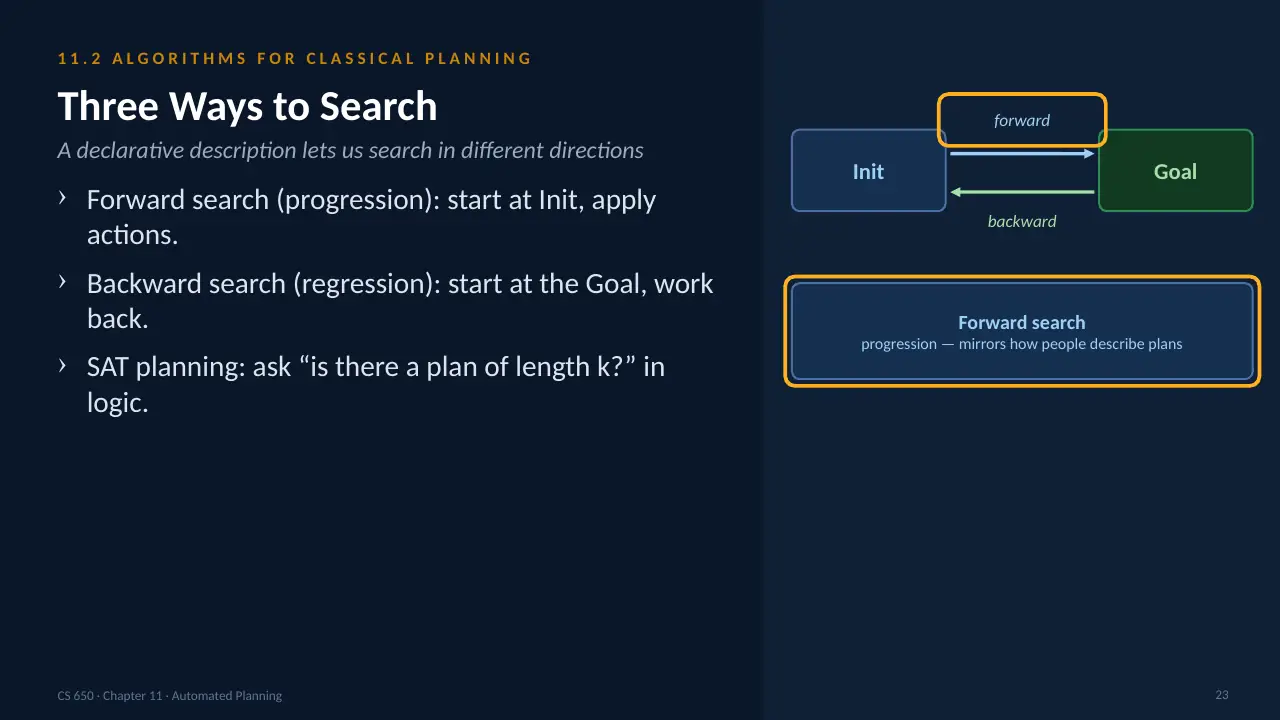 11.2 ALGORITHMS FOR CLASSICAL PLANNING
Three Ways to Search
A declarative description lets us search in different directions
› Forward search (progression): start at Init, apply
actions.
› Backward search (regression): start at the Goal, work
back.
› SAT planning: ask “is there a plan of length k?” in
logic.
forward
Init
Goal
backward
Forward search
progression — mirrors how people describe plans
CS 650 · Chapter 11 · Automated Planning
23